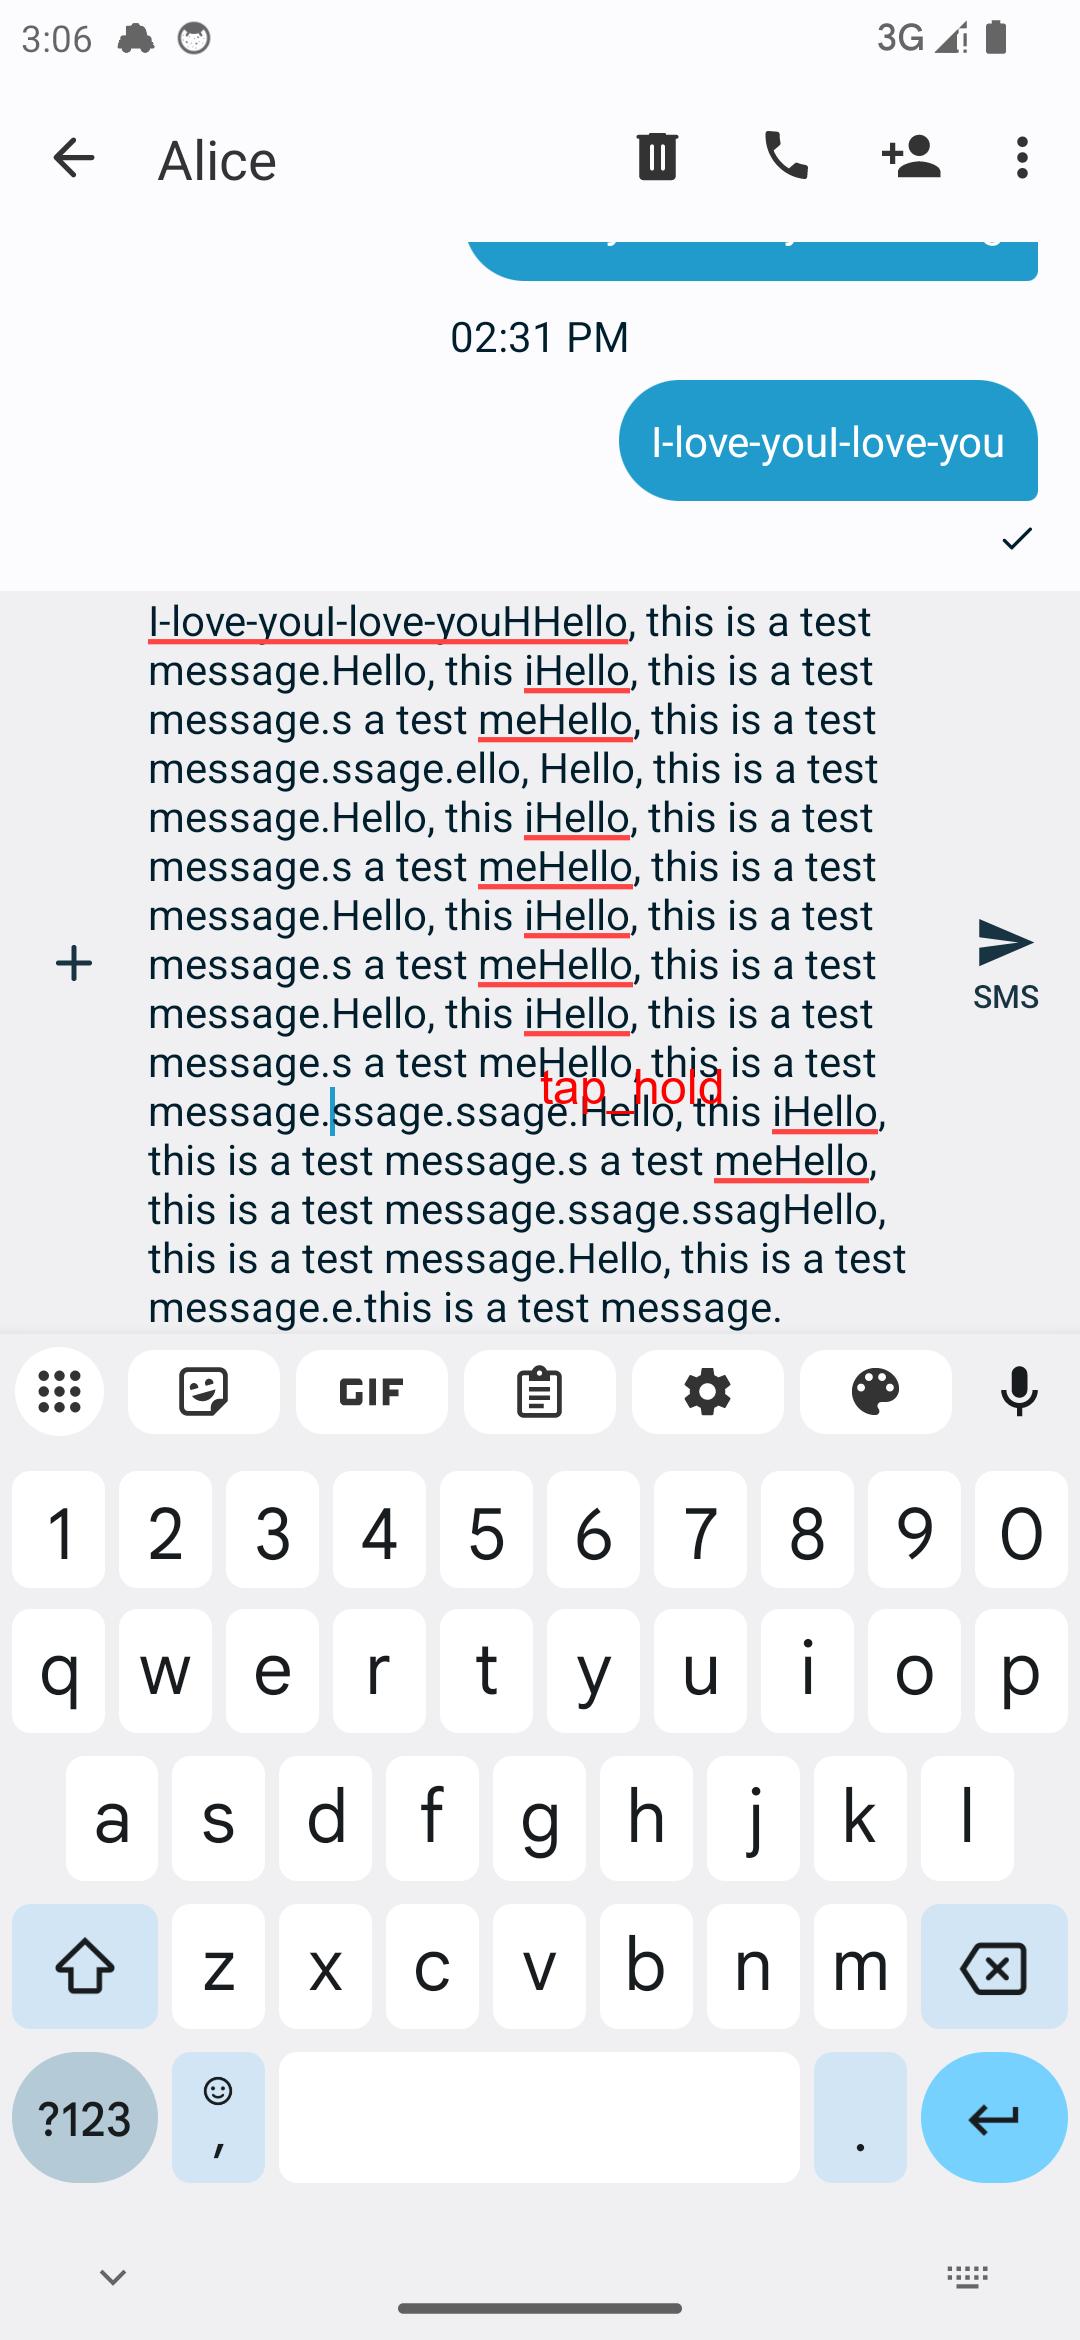 3:06
3G
Alice
02:31 PM
I-love-youI-love-you
I-love-youI-love-youHHello, this is a test
message.Hello, this iHello, this is a test
message.s a test meHello, this is a test
message.ssage.ello, Hello, this is a test
message.Hello, this iHello, this is a test
message.s a test meHello, this is a test
message.Hello, this iHello, this is a test
message.s a test meHello, this is a test
message.Hello, this iHello, this is a test
message.s a test meHello, this is a test
tap_hold
message.ssage.ssage.Hello, this iHello,
this is a test message.s a test meHello,
this is a test message.ssage.ssagHello,
this is a test message.Hello, this is a test
message.e.this is a test message.
SMS
GIF
1 2 3 4 5 6 7 8 9 0
q w e r t y u i o p
a s d f g h j k l
z x c v b n m
?123 , .